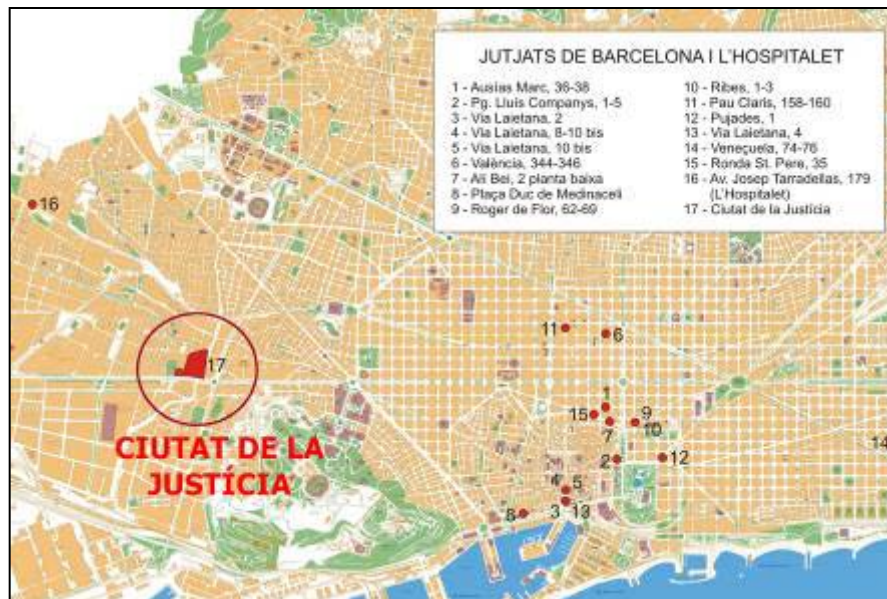 JUTJATS DE BARCELONA I L'HOSPITALET
1 - Ausias Marc, 36-38
2 - Pg. Lluís Companys, 1-5
3 - Via Laietana, 2
4 - Via Laietana, 8-10 bis
5 - Via Laietana, 10 bis
6 - València, 344-346
7 - Ali Bei, 2 planta baixa
8 - Plaça Duc de Medinaceli
9 - Roger de Flor, 62-69
10 - Ribes, 1-3
11 - Pau Claris, 158-160
12 - Pujades, 1
13 - Via Laietana, 4
14 - Veneçuela, 74-76
15 - Ronda St. Pere, 35
16 - Av. Josep Tarradellas, 179
(L'Hospitalet)
17 - Ciutat de la Justícia
16
11
6
17
1
15
9
7
10
CIUTAT DE LA
JUSTÍCIA
14
2
12
4
5
3
13
8